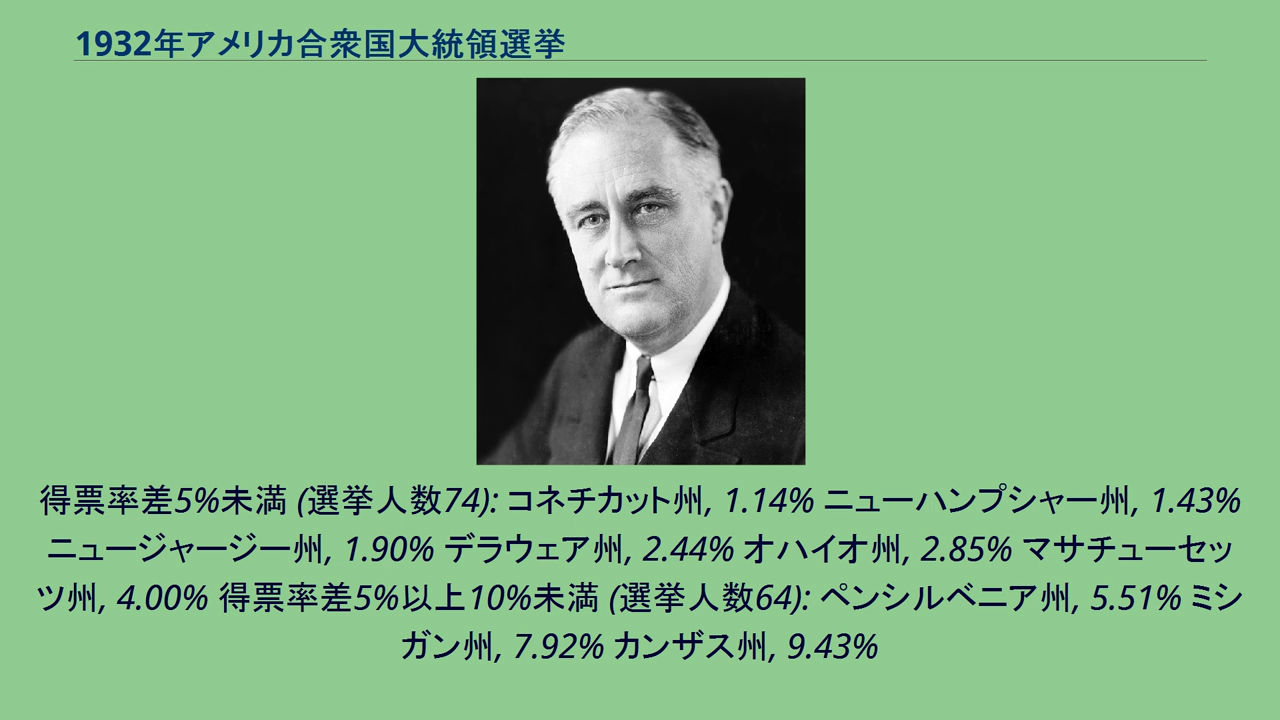 1932年アメリカ合衆国大統領選挙
得票率差5%未満 (選挙人数74): コネチカット州, 1.14% ニューハンプシャー州, 1.43%
ニュージャージー州, 1.90% デラウェア州, 2.44% オハイオ州, 2.85% マサチューセッ
ツ州, 4.00% 得票率差5%以上10%未満 (選挙人数64): ペンシルベニア州, 5.51% ミシ
ガン州, 7.92% カンザス州, 9.43%